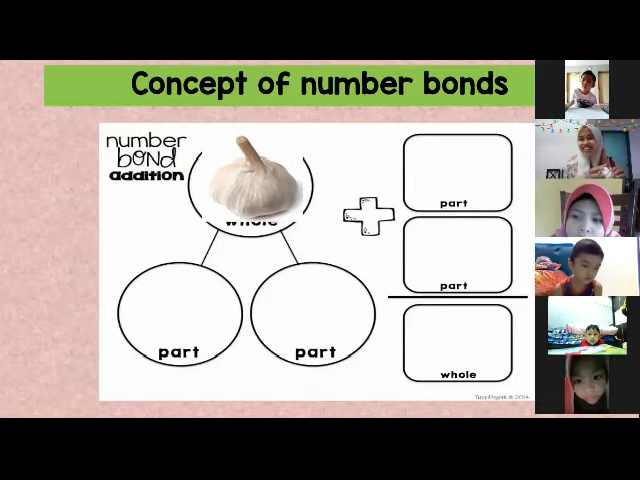 Concept of number bonds
number
bOND
addition
whole
part
part
part
part
whole